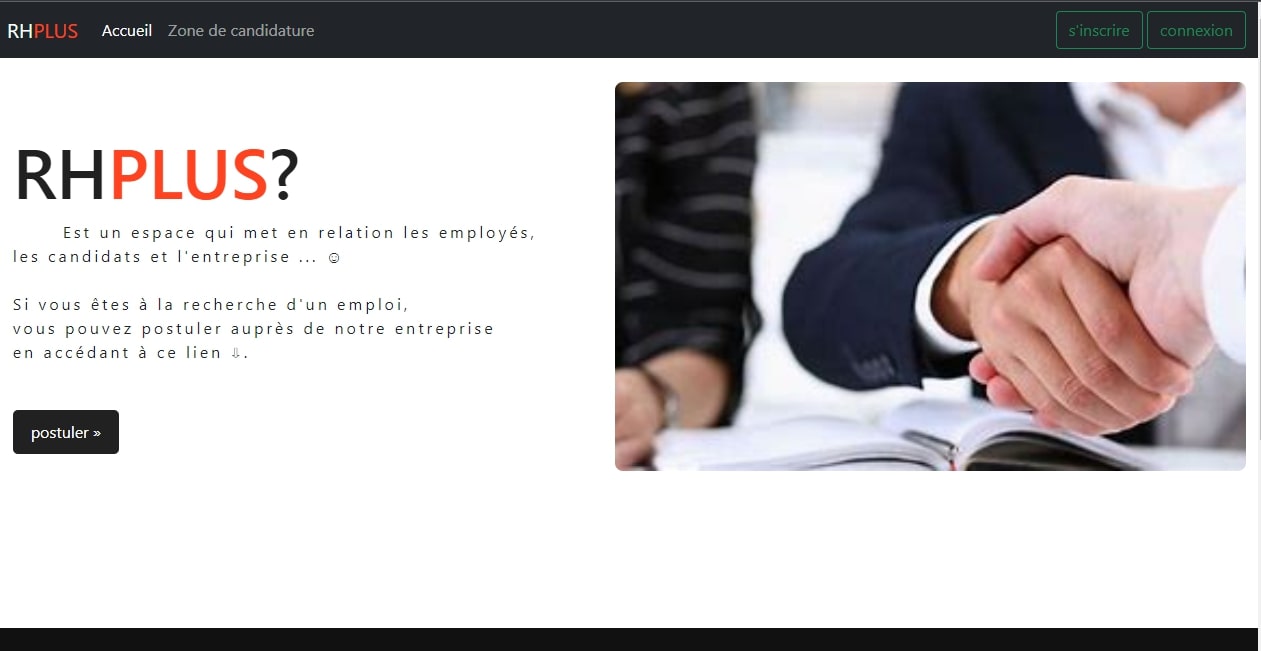 RHPLUS Accueil Zone de candidature s'inscrire connexion
RHPLUS?
Est un espace qui met en relation les employés,
les candidats et l'entreprise ... ☺
Si vous êtes à la recherche d'un emploi,
vous pouvez postuler auprès de notre entreprise
en accédant à ce lien ⇩.
postuler »